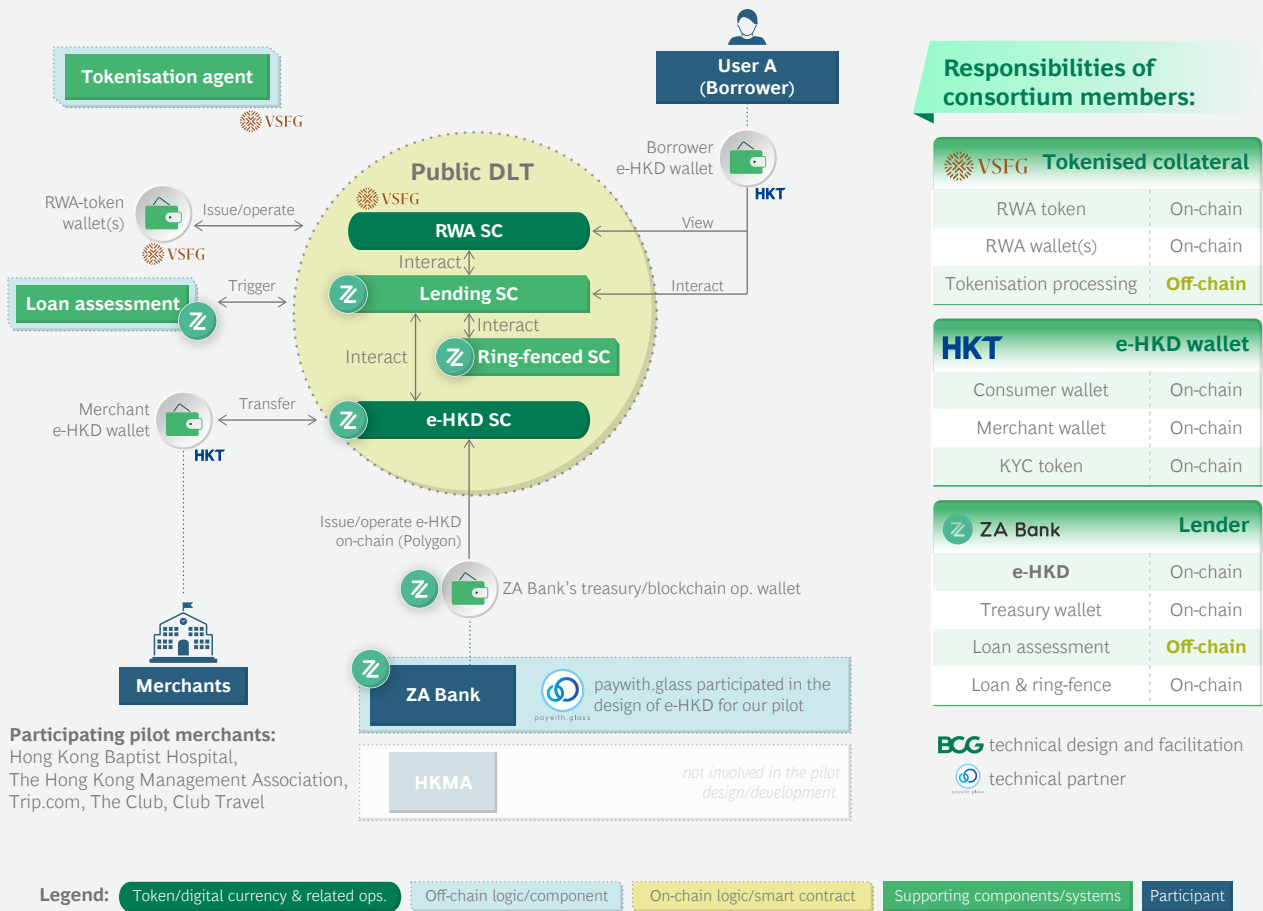 Tokenisation agent
VSFG
User A
(Borrower)
Borrower
e-HKD wallet
HKT
Public DLT
VSFG
RWA-token
wallet(s)
VSFG
Issue/operate
RWA SC
View
Interact
Loan assessment
Trigger
Lending SC
Interact
Interact
Interact
Ring-fenced SC
Merchant
e-HKD wallet
HKT
Transfer
e-HKD SC
Issue/operate e-HKD
on-chain (Polygon)
ZA Bank's treasury/blockchain op. wallet
Merchants
Participating pilot merchants:
Hong Kong Baptist Hospital,
The Hong Kong Management Association,
Trip.com, The Club, Club Travel
ZA Bank
paywith.glass
paywith.glass participated in the
design of e-HKD for our pilot
HKMA
not involved in the pilot
design/development
Responsibilities of
consortium members:
VSFG Tokenised collateral
RWA token On-chain
RWA wallet(s) On-chain
Tokenisation processing Off-chain
HKT e-HKD wallet
Consumer wallet On-chain
Merchant wallet On-chain
KYC token On-chain
ZA Bank Lender
e-HKD On-chain
Treasury wallet On-chain
Loan assessment Off-chain
Loan & ring-fence On-chain
BCG technical design and facilitation
paywith.glass technical partner
Legend: Token/digital currency & related ops. Off-chain logic/component On-chain logic/smart contract Supporting components/systems Participant